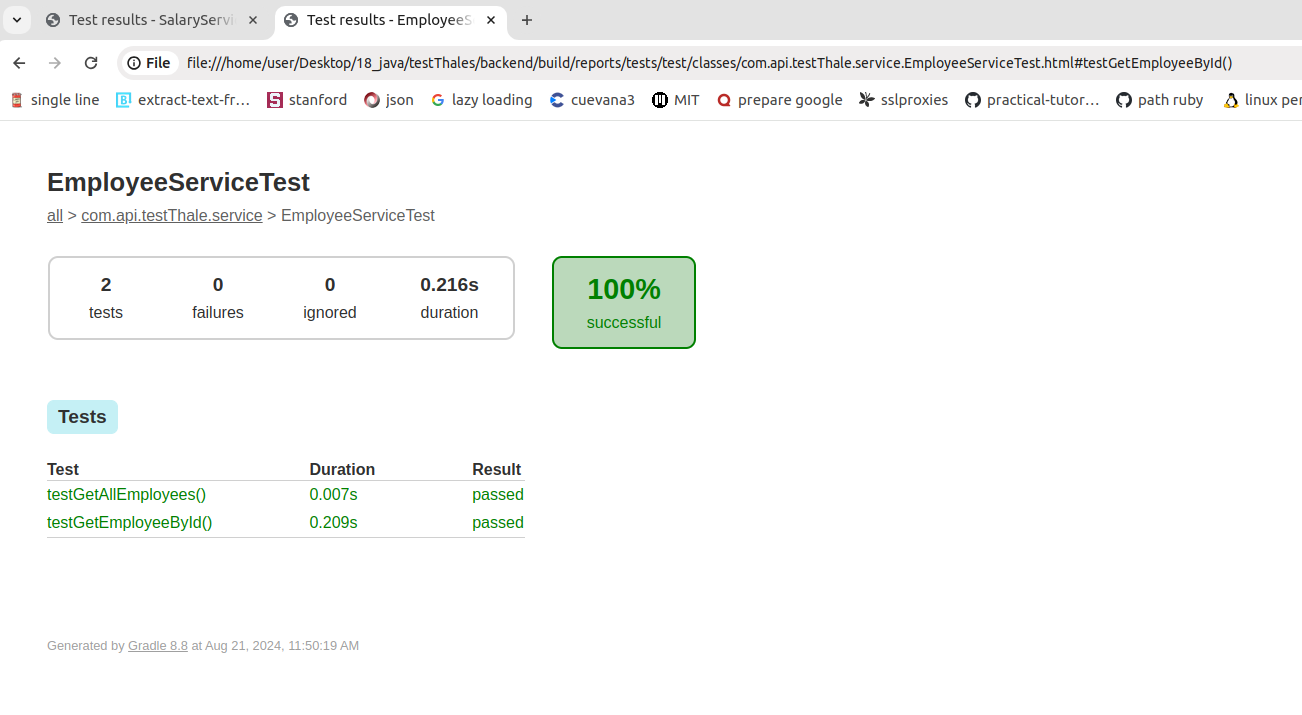 Test results - SalaryServi
Test results - EmployeeS
File file:///home/user/Desktop/18_java/testThales/backend/build/reports/tests/test/classes/com.api.testThale.service.EmployeeServiceTest.html#testGetEmployeeById()
single line extract-text-fr… stanford json lazy loading cuevana3 MIT prepare google sslproxies practical-tutor… path ruby linux per
EmployeeServiceTest
all > com.api.testThale.service > EmployeeServiceTest
2 0 0 0.216s
tests failures ignored duration
100%
successful
Tests
Test Duration Result
testGetAllEmployees() 0.007s passed
testGetEmployeeById() 0.209s passed
Generated by Gradle 8.8 at Aug 21, 2024, 11:50:19 AM